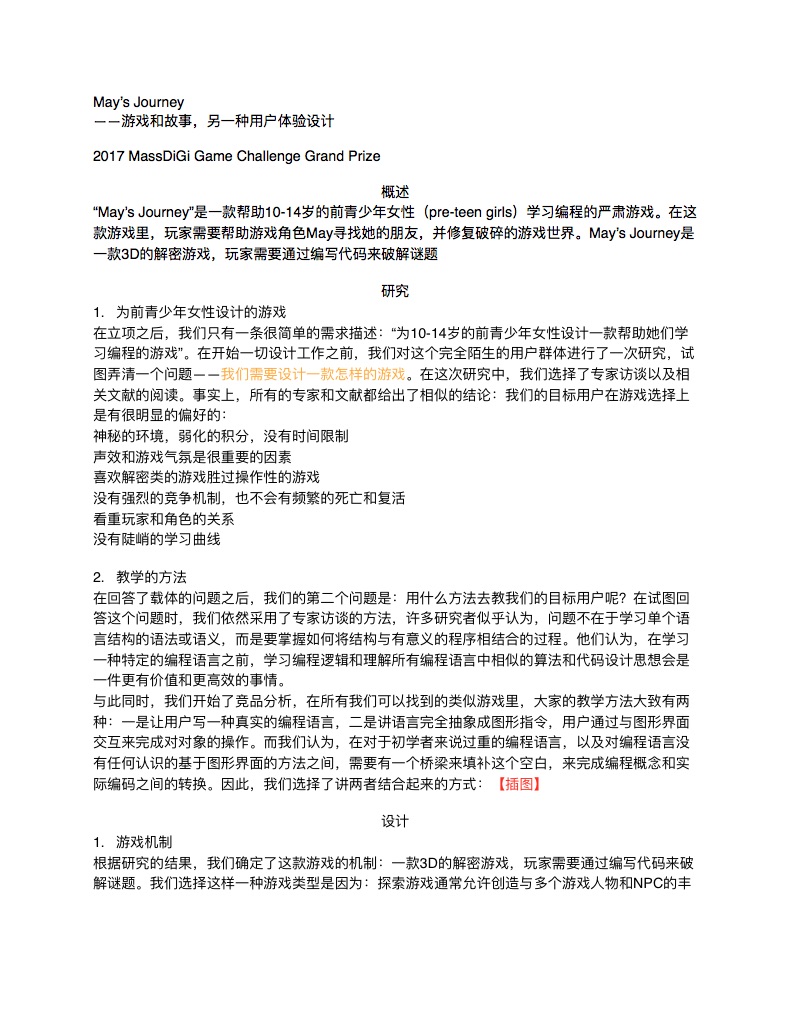 May’s Journey
——游戏和故事，另一种用户体验设计
2017 MassDiGi Game Challenge Grand Prize
概述
“May’s Journey”是一款帮助10-14岁的前青少年女性（pre-teen girls）学习编程的严肃游戏。在这
款游戏里，玩家需要帮助游戏角色May寻找她的朋友，并修复破碎的游戏世界。May’s Journey是
一款3D的解密游戏，玩家需要通过编写代码来破解谜题
研究
1. 为前青少年女性设计的游戏
在立项之后，我们只有一条很简单的需求描述：“为10-14岁的前青少年女性设计一款帮助她们学
习编程的游戏”。在开始一切设计工作之前，我们对这个完全陌生的用户群体进行了一次研究，试
图弄清一个问题——我们需要设计一款怎样的游戏。在这次研究中，我们选择了专家访谈以及相
关文献的阅读。事实上，所有的专家和文献都给出了相似的结论：我们的目标用户在游戏选择上
是有很明显的偏好的：
神秘的环境，弱化的积分，没有时间限制
声效和游戏气氛是很重要的因素
喜欢解密类的游戏胜过操作性的游戏
没有强烈的竞争机制，也不会有频繁的死亡和复活
看重玩家和角色的关系
没有陡峭的学习曲线
2. 教学的方法
在回答了载体的问题之后，我们的第二个问题是：用什么方法去教我们的目标用户呢？在试图回
答这个问题时，我们依然采用了专家访谈的方法，许多研究者似乎认为，问题不在于学习单个语
言结构的语法或语义，而是要掌握如何将结构与有意义的程序相结合的过程。他们认为，在学习
一种特定的编程语言之前，学习编程逻辑和理解所有编程语言中相似的算法和代码设计思想会是
一件更有价值和更高效的事情。
与此同时，我们开始了竞品分析，在所有我们可以找到的类似游戏里，大家的教学方法大致有两
种：一是让用户写一种真实的编程语言，二是讲语言完全抽象成图形指令，用户通过与图形界面
交互来完成对对象的操作。而我们认为，在对于初学者来说过重的编程语言，以及对编程语言没
有任何认识的基于图形界面的方法之间，需要有一个桥梁来填补这个空白，来完成编程概念和实
际编码之间的转换。因此，我们选择了讲两者结合起来的方式：【插图】
设计
1. 游戏机制
根据研究的结果，我们确定了这款游戏的机制：一款3D的解密游戏，玩家需要通过编写代码来破
解谜题。我们选择这样一种游戏类型是因为：探索游戏通常允许创造与多个游戏人物和NPC的丰